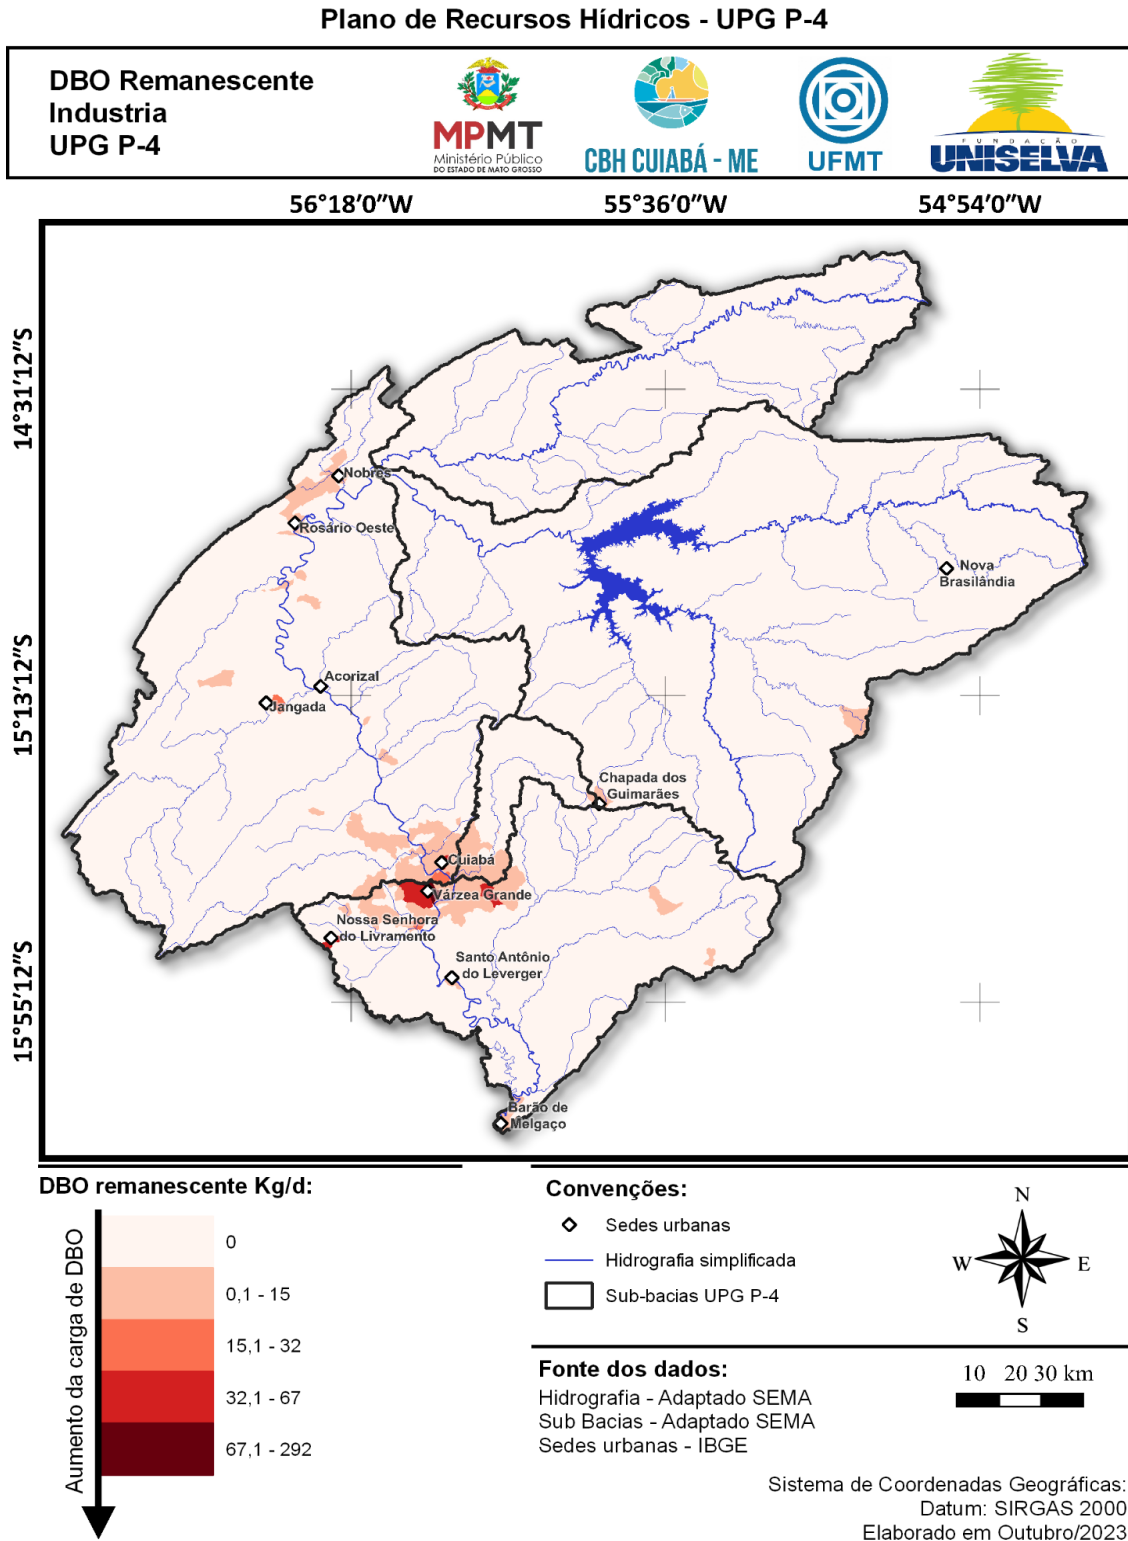 Plano de Recursos Hídricos - UPG P-4
DBO Remanescente
Industria
UPG P-4
MPMT
Ministério Público
DO ESTADO DE MATO GROSSO
CBH CUIABÁ - ME
UFMT
FUNDAÇÃO
UNISELVA
56°18'0"W
55°36'0"W
54°54'0"W
14°31'12"S
15°13'12"S
15°55'12"S
Nobres
Rosário Oeste
Nova
Brasilândia
Acorizal
Jangada
Chapada dos
Guimarães
Cuiabá
Várzea Grande
Nossa Senhora
do Livramento
Santo Antônio
do Leverger
Barão de
Melgaço
DBO remanescente Kg/d:
Aumento da carga de DBO
0
0,1 - 15
15,1 - 32
32,1 - 67
67,1 - 292
Convenções:
Sedes urbanas
Hidrografia simplificada
Sub-bacias UPG P-4
N
W
E
S
Fonte dos dados:
Hidrografia - Adaptado SEMA
Sub Bacias - Adaptado SEMA
Sedes urbanas - IBGE
10 20 30 km
Sistema de Coordenadas Geográficas:
Datum: SIRGAS 2000
Elaborado em Outubro/2023